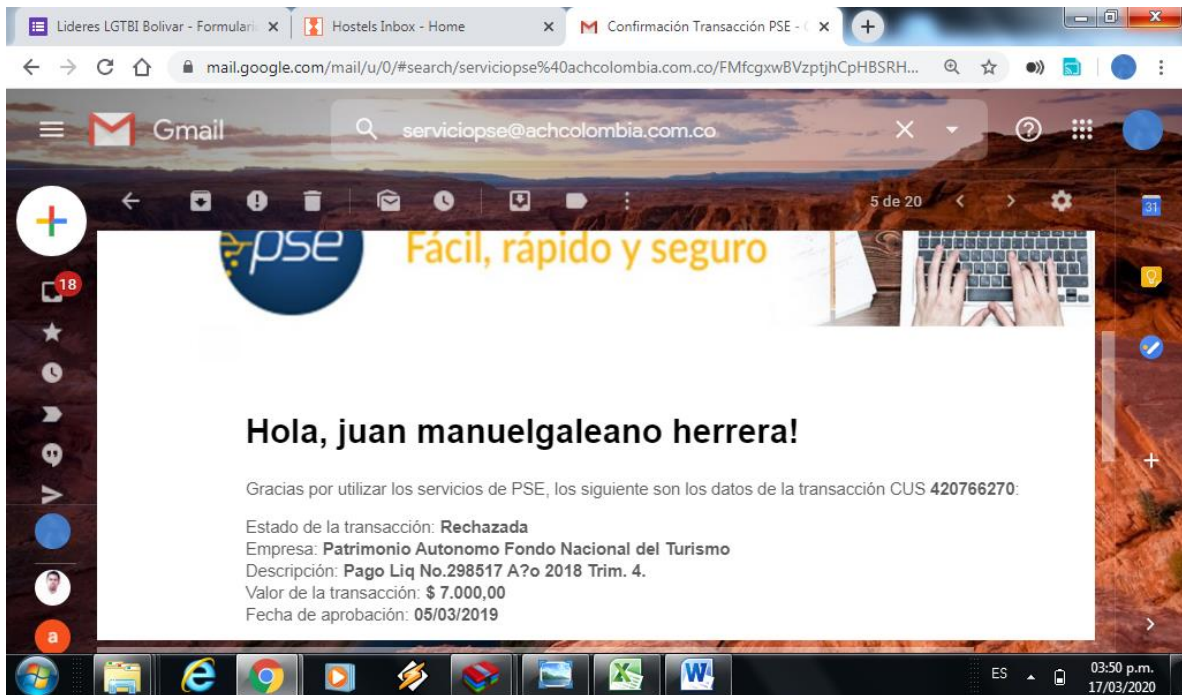 Lideres LGTBI Bolivar - Formulari
Hostels Inbox - Home
Confirmación Transacción PSE -
mail.google.com/mail/u/0/#search/serviciopse%40achcolombia.com.co/FMfcgxwBVzptjhCpHBSRH...
Gmail
serviciopse@achcolombia.com.co
5 de 20
31
18
pse
Fácil, rápido y seguro
Hola, juan manuelgaleano herrera!
Gracias por utilizar los servicios de PSE, los siguiente son los datos de la transacción CUS 420766270:
Estado de la transacción: Rechazada
Empresa: Patrimonio Autonomo Fondo Nacional del Turismo
Descripción: Pago Liq No.298517 A?o 2018 Trim. 4.
Valor de la transacción: $ 7.000,00
Fecha de aprobación: 05/03/2019
a
ES
03:50 p.m.
17/03/2020